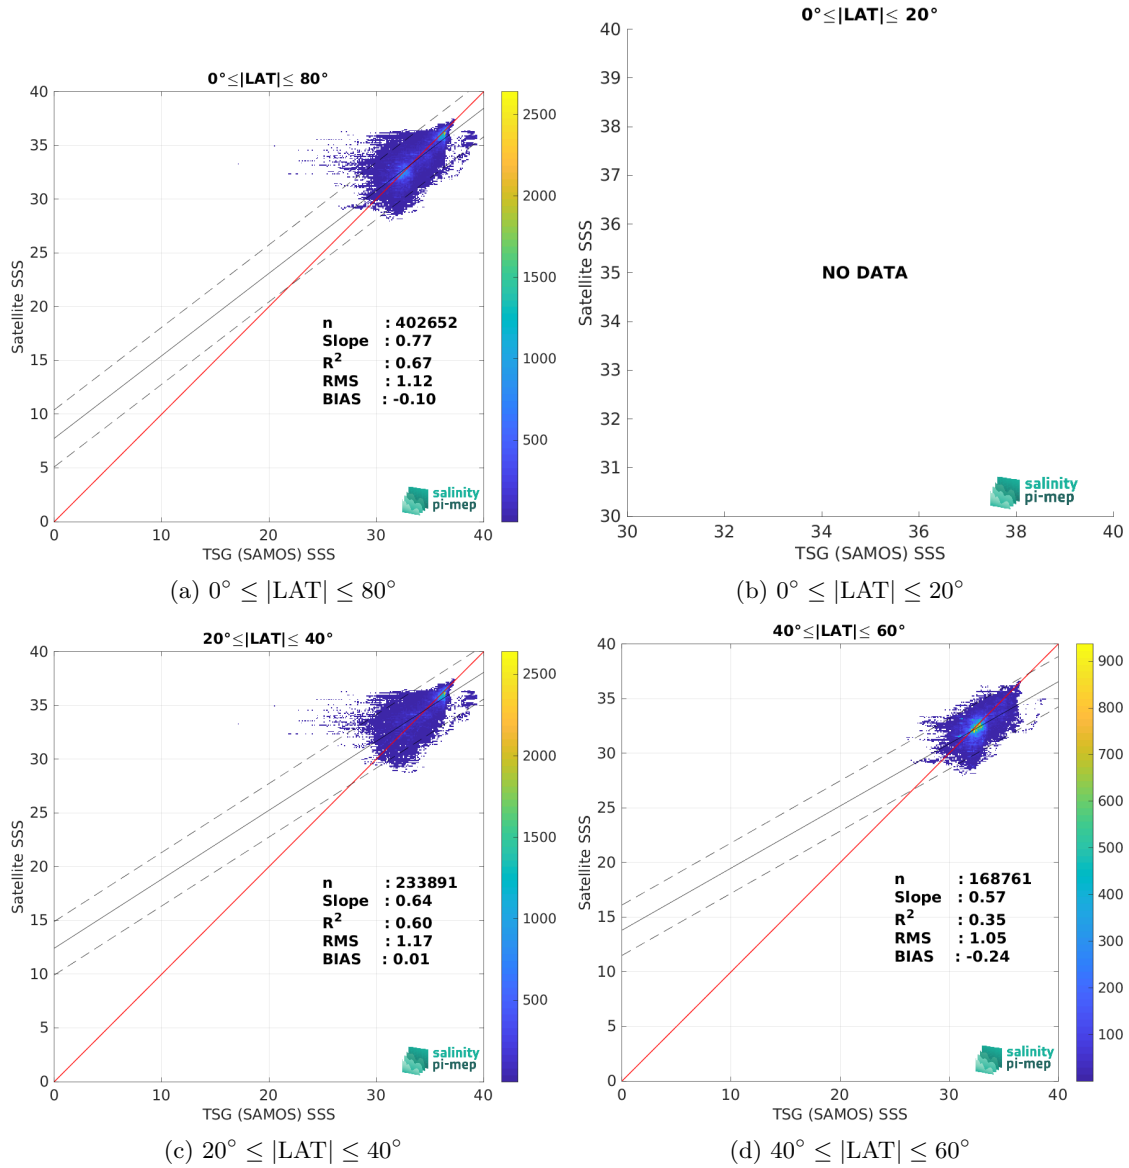 0°≤|LAT|≤ 80°
40
35
30
25
20
15
10
5
0
Satellite SSS
0
10
20
30
40
TSG (SAMOS) SSS
2500
2000
1500
1000
500
n : 402652
Slope : 0.77
R2 : 0.67
RMS : 1.12
BIAS : -0.10
salinity
pi-mep
(a) 0° ≤ |LAT| ≤ 80°
0°≤|LAT|≤ 20°
40
39
38
37
36
35
34
33
32
31
30
Satellite SSS
NO DATA
30
32
34
36
38
40
TSG (SAMOS) SSS
salinity
pi-mep
(b) 0° ≤ |LAT| ≤ 20°
20°≤|LAT|≤ 40°
40
35
30
25
20
15
10
5
0
Satellite SSS
0
10
20
30
40
TSG (SAMOS) SSS
2500
2000
1500
1000
500
n : 233891
Slope : 0.64
R2 : 0.60
RMS : 1.17
BIAS : 0.01
salinity
pi-mep
(c) 20° ≤ |LAT| ≤ 40°
40°≤|LAT|≤ 60°
40
35
30
25
20
15
10
5
0
Satellite SSS
0
10
20
30
40
TSG (SAMOS) SSS
900
800
700
600
500
400
300
200
100
n : 168761
Slope : 0.57
R2 : 0.35
RMS : 1.05
BIAS : -0.24
salinity
pi-mep
(d) 40° ≤ |LAT| ≤ 60°